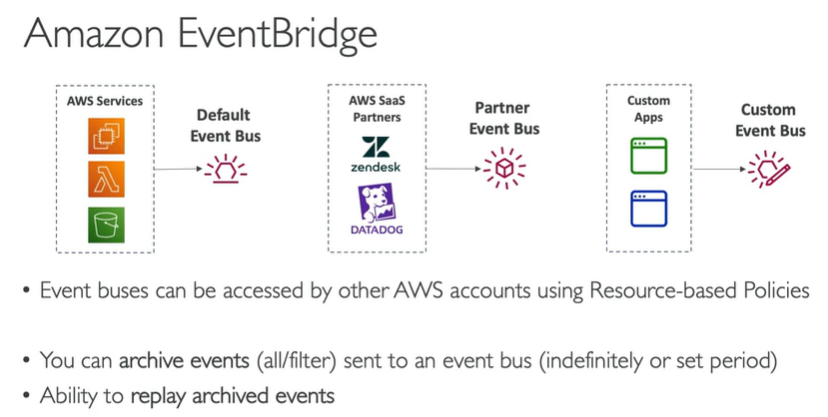 Amazon EventBridge
AWS Services
Default
Event Bus
AWS SaaS
Partners
zendesk
DATADOG
Partner
Event Bus
Custom
Apps
Custom
Event Bus
• Event buses can be accessed by other AWS accounts using Resource-based Policies
• You can archive events (all/filter) sent to an event bus (indefinitely or set period)
• Ability to replay archived events